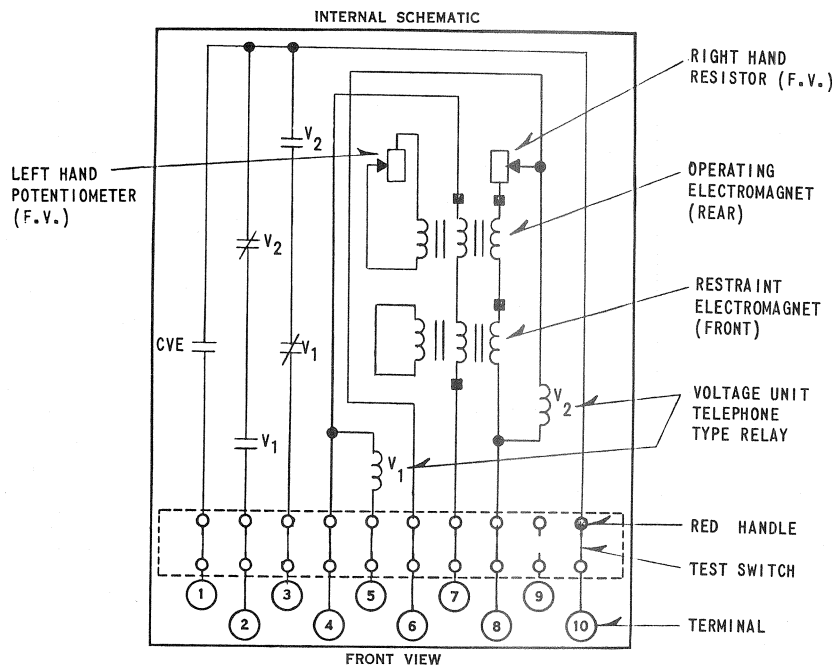 INTERNAL SCHEMATIC
RIGHT HAND
RESISTOR (F.V.)
LEFT HAND
POTENTIOMETER
(F.V.)
V2
OPERATING
ELECTROMAGNET
(REAR)
V2
RESTRAINT
ELECTROMAGNET
(FRONT)
CVE
V1
V2
VOLTAGE UNIT
TELEPHONE
TYPE RELAY
V1
V1
RED HANDLE
TEST SWITCH
1
2
3
4
5
6
7
8
9
10
TERMINAL
FRONT VIEW